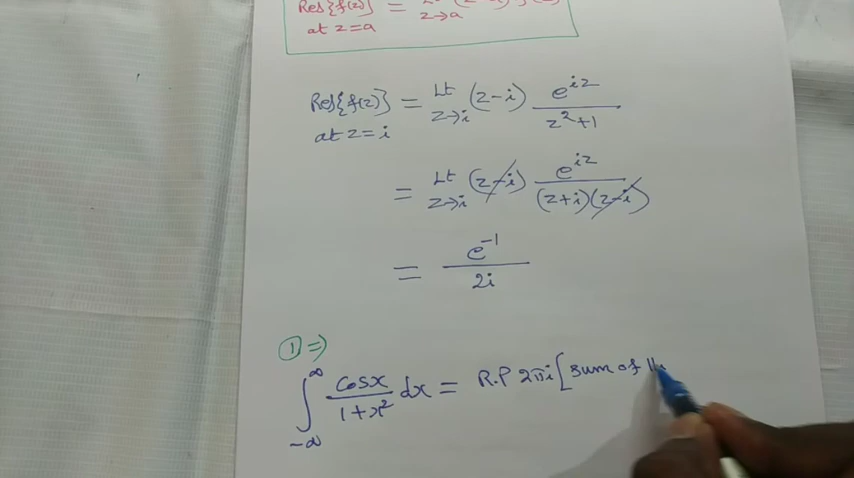 Res{f(z)} =
at z=a z→a
Res{f(z)} = Lt (z-i) e^{iz}
at z=i z→i z²+1
= Lt (z-i) e^{iz}
z→i (z+i)(z-i)
= e^{-1}
2i
① ⇒
∫_{-∞}^{∞} cosx / 1+x² dx = R.P 2πi [sum of